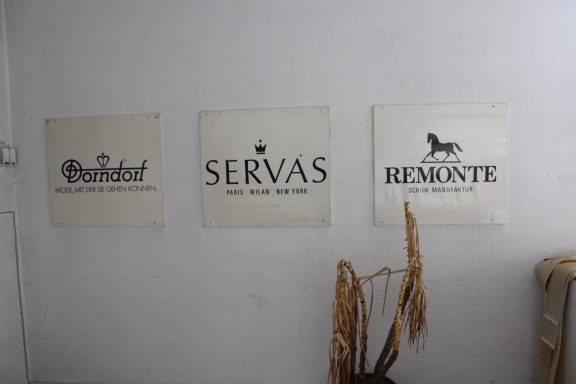 Dorndorf
MODE, MIT DER SIE GEHEN KÖNNEN.
SERVAS
PARIS MILAN NEW YORK
REMONTE
SCHUH MANUFAKTUR